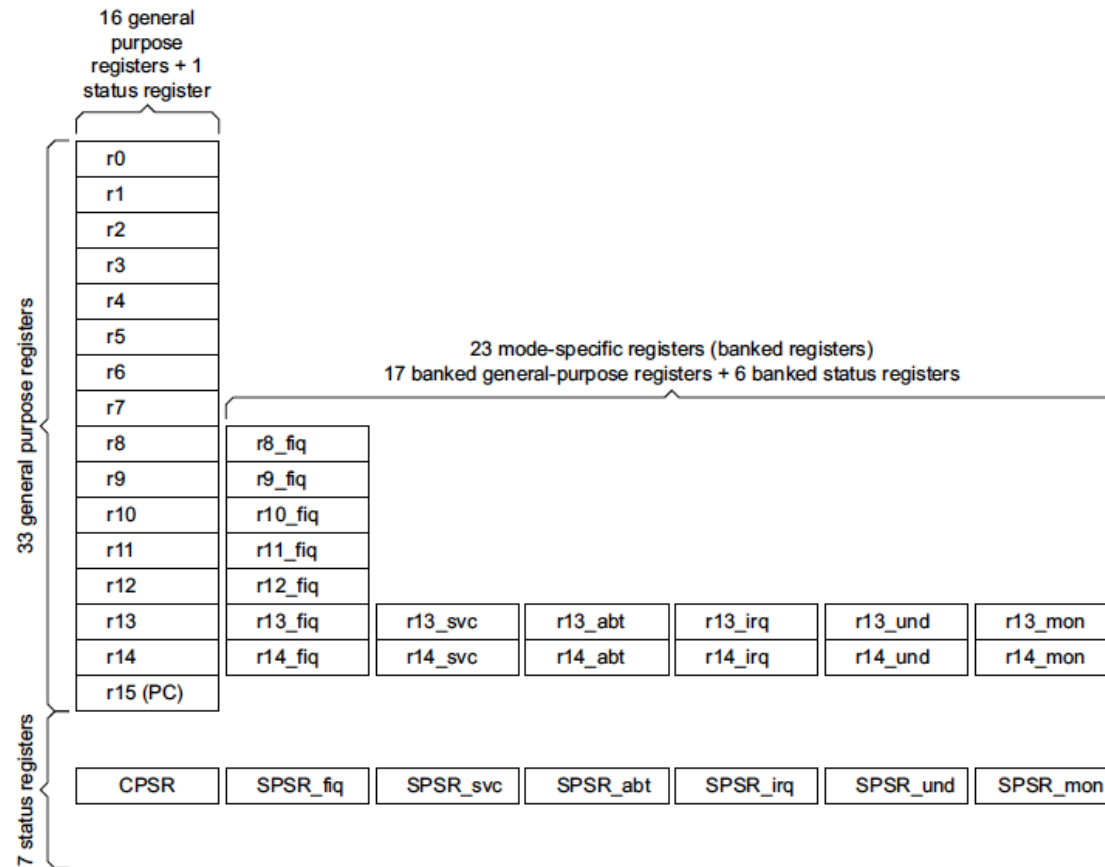 16 general
purpose
registers + 1
status register
33 general purpose registers
r0
r1
r2
r3
r4
r5
r6
r7
23 mode-specific registers (banked registers)
17 banked general-purpose registers + 6 banked status registers
r8 r8_fiq
r9 r9_fiq
r10 r10_fiq
r11 r11_fiq
r12 r12_fiq
r13 r13_fiq r13_svc r13_abt r13_irq r13_und r13_mon
r14 r14_fiq r14_svc r14_abt r14_irq r14_und r14_mon
r15 (PC)
7 status registers
CPSR SPSR_fiq SPSR_svc SPSR_abt SPSR_irq SPSR_und SPSR_mon